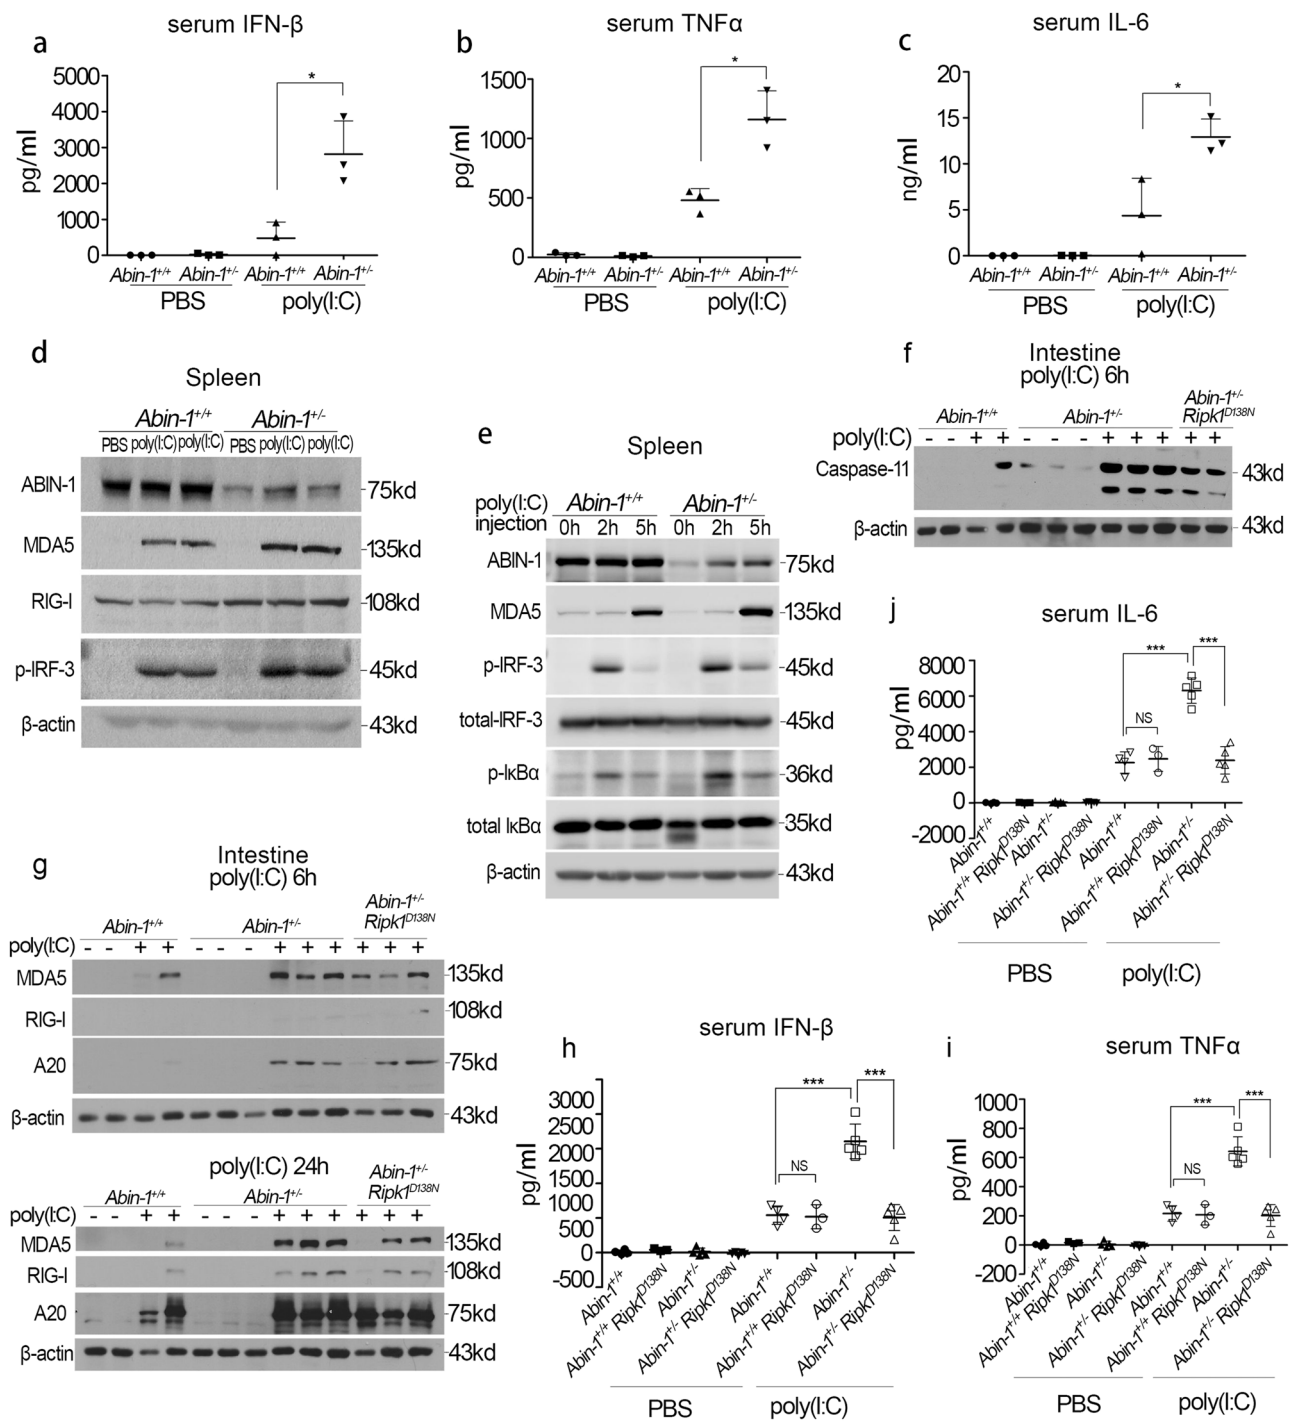 a
serum IFN-β
5000
4000
3000
2000
1000
0
pg/ml
*
Abin-1+/+ Abin-1+/- Abin-1+/+ Abin-1+/-
PBS poly(I:C)
b
serum TNFα
1500
1000
500
0
pg/ml
*
Abin-1+/+ Abin-1+/- Abin-1+/+ Abin-1+/-
PBS poly(I:C)
c
serum IL-6
20
15
10
5
0
ng/ml
*
Abin-1+/+ Abin-1+/- Abin-1+/+ Abin-1+/-
PBS poly(I:C)
d
Spleen
Abin-1+/+ Abin-1+/-
PBS poly(I:C) poly(I:C) PBS poly(I:C) poly(I:C)
ABIN-1 75kd
MDA5 135kd
RIG-I 108kd
p-IRF-3 45kd
β-actin 43kd
e
Spleen
poly(I:C) Abin-1+/+ Abin-1+/-
injection 0h 2h 5h 0h 2h 5h
ABIN-1 75kd
MDA5 135kd
p-IRF-3 45kd
total-IRF-3 45kd
p-IκBα 36kd
total IκBα 35kd
β-actin 43kd
f
Intestine
poly(I:C) 6h
Abin-1+/-
Abin-1+/+ Abin-1+/- Ripk1D138N
poly(I:C) - - + + - - - + + + + +
Caspase-11 43kd
β-actin 43kd
g
Intestine
poly(I:C) 6h
Abin-1+/-
Abin-1+/+ Abin-1+/- Ripk1D138N
poly(I:C) - - + + - - - + + + + + +
MDA5 135kd
RIG-I 108kd
A20 75kd
β-actin 43kd
poly(I:C) 24h
Abin-1+/-
Abin-1+/+ Abin-1+/- Ripk1D138N
poly(I:C) - - + + - - - + + + + + +
MDA5 135kd
RIG-I 108kd
A20 75kd
β-actin 43kd
h
serum IFN-β
3000
2500
2000
1500
1000
500
0
-500
pg/ml
*** ***
NS
Abin-1+/+
Abin-1+/+ Ripk1D138N
Abin-1+/-
Abin-1+/- Ripk1D138N
Abin-1+/+
Abin-1+/+ Ripk1D138N
Abin-1+/-
Abin-1+/- Ripk1D138N
PBS poly(I:C)
i
serum TNFα
1000
800
600
400
200
0
-200
pg/ml
*** ***
NS
Abin-1+/+
Abin-1+/+ Ripk1D138N
Abin-1+/-
Abin-1+/- Ripk1D138N
Abin-1+/+
Abin-1+/+ Ripk1D138N
Abin-1+/-
Abin-1+/- Ripk1D138N
PBS poly(I:C)
j
serum IL-6
8000
6000
4000
2000
0
-2000
pg/ml
*** ***
NS
Abin-1+/+
Abin-1+/+ Ripk1D138N
Abin-1+/-
Abin-1+/- Ripk1D138N
Abin-1+/+
Abin-1+/+ Ripk1D138N
Abin-1+/-
Abin-1+/- Ripk1D138N
PBS poly(I:C)